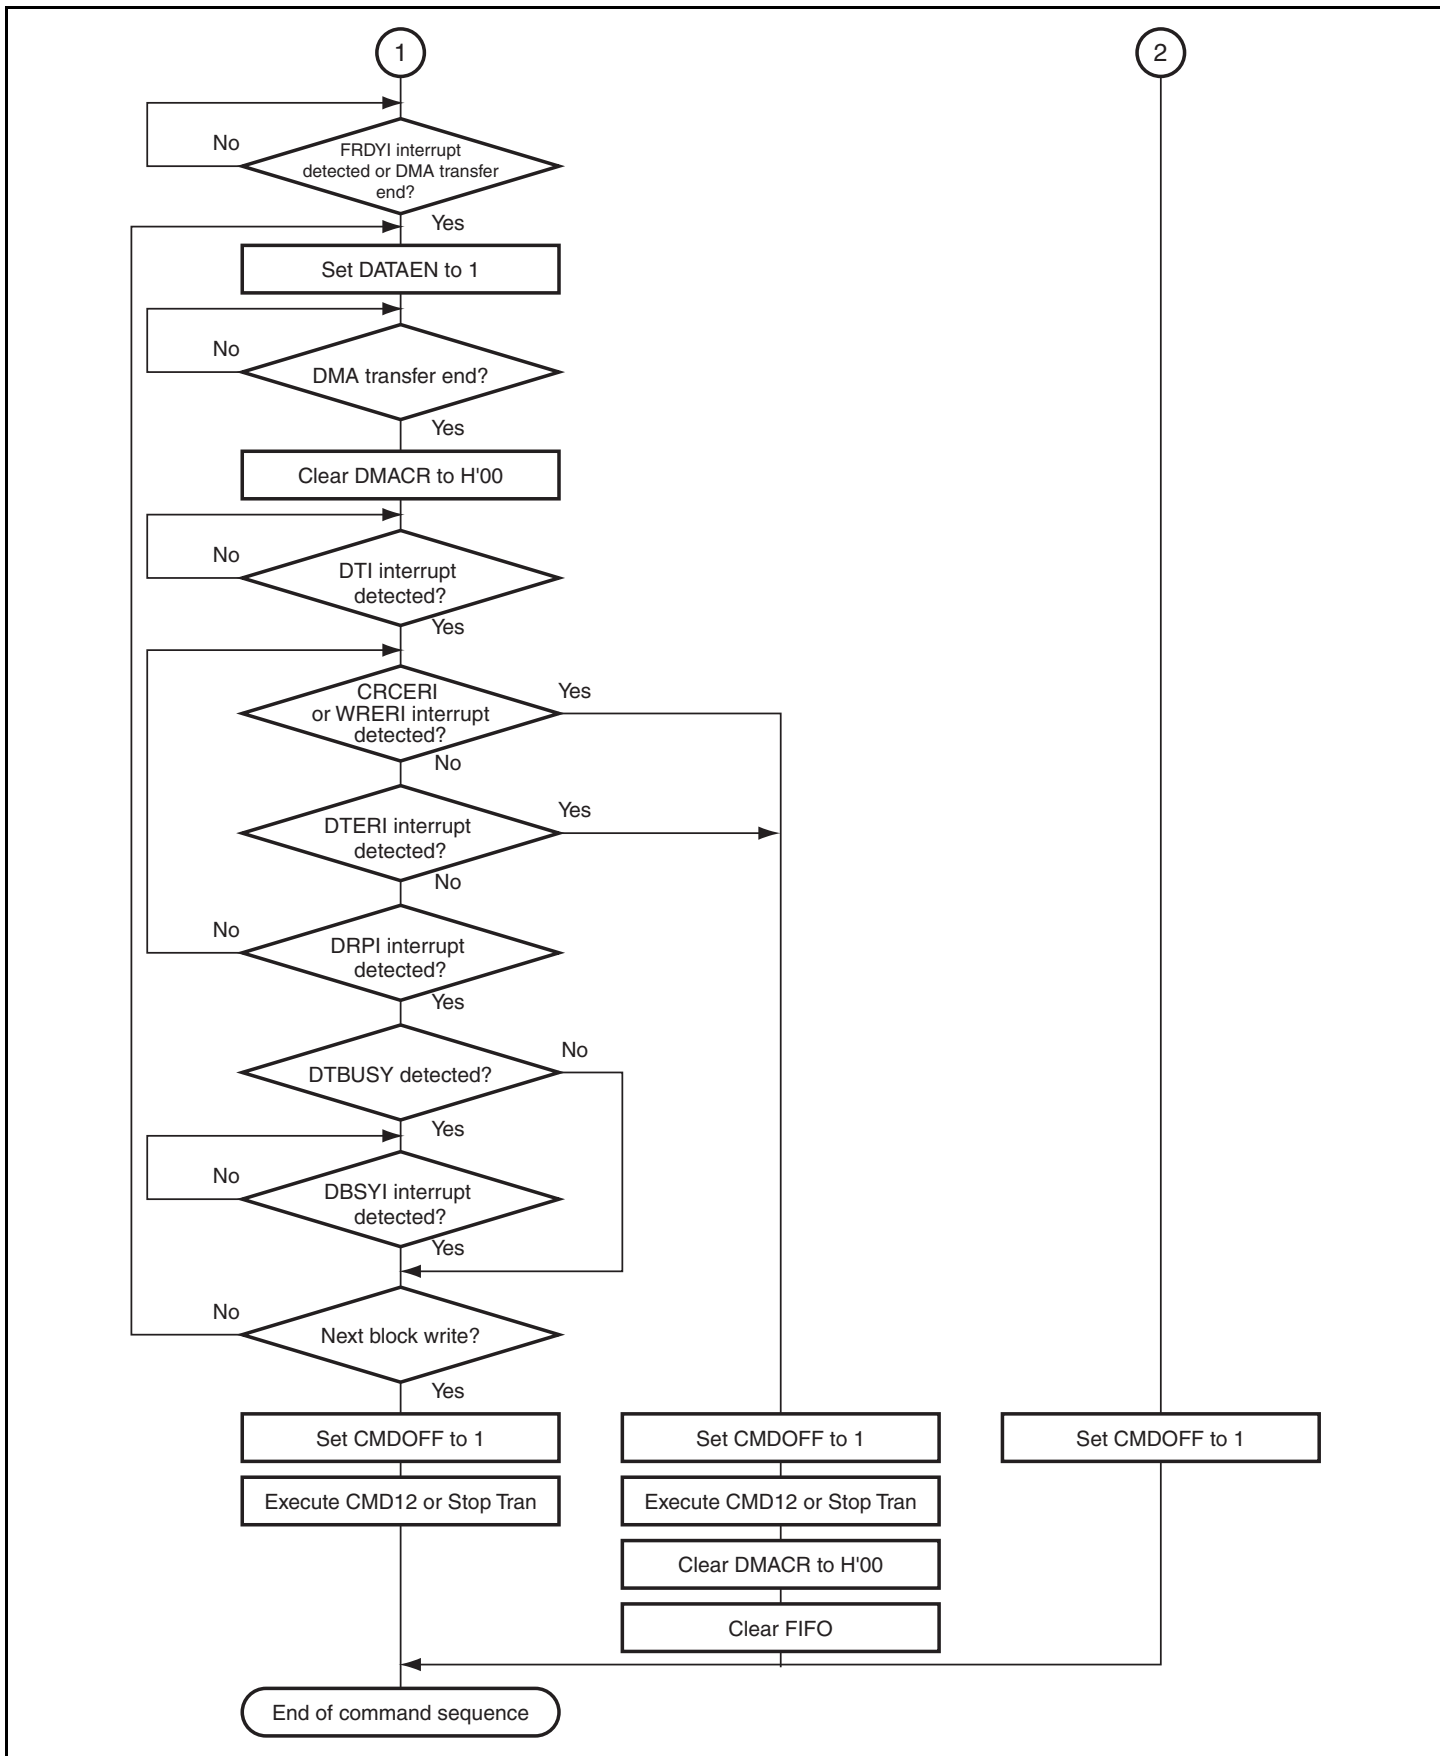 1
2
No
FRDYI interrupt
detected or DMA transfer
end?
Yes
Set DATAEN to 1
No
DMA transfer end?
Yes
Clear DMACR to H'00
No
DTI interrupt
detected?
Yes
CRCERI
or WRERI interrupt
detected?
Yes
No
DTERI interrupt
detected?
Yes
No
No
DRPI interrupt
detected?
Yes
DTBUSY detected?
No
Yes
No
DBSYI interrupt
detected?
Yes
No
Next block write?
Yes
Set CMDOFF to 1
Execute CMD12 or Stop Tran
Set CMDOFF to 1
Execute CMD12 or Stop Tran
Clear DMACR to H'00
Clear FIFO
Set CMDOFF to 1
End of command sequence